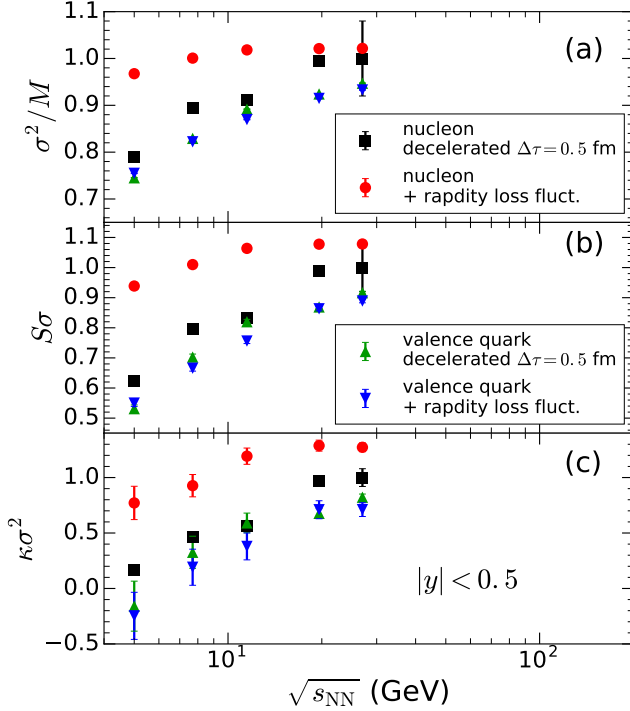 1.1
1.0
0.9
0.8
0.7
σ²/M
(a)
nucleon
decelerated Δτ = 0.5 fm
nucleon
+ rapdity loss fluct.
1.1
1.0
0.9
0.8
0.7
0.6
0.5
Sσ
(b)
valence quark
decelerated Δτ = 0.5 fm
valence quark
+ rapdity loss fluct.
1.0
0.5
0.0
−0.5
κσ²
(c)
|y| < 0.5
10¹
10²
√s_NN (GeV)